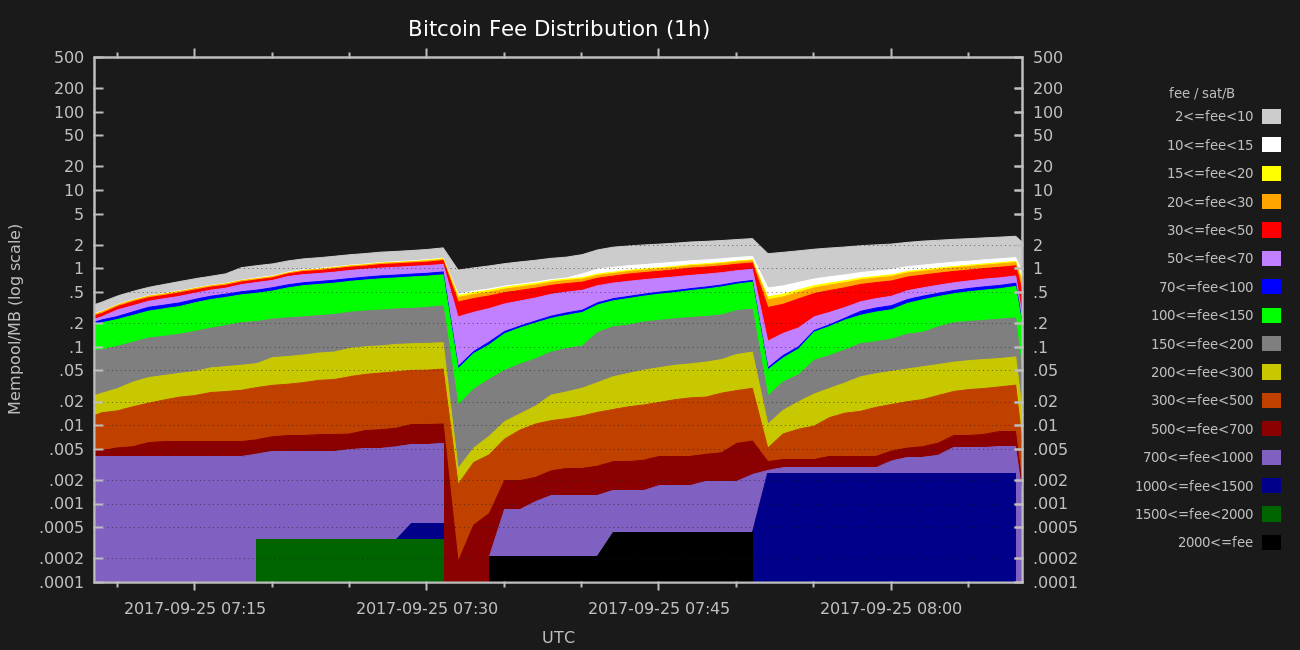 Bitcoin Fee Distribution (1h)
500 500
200 200
100 100
50 50
20 20
10 10
5 5
2 2
1 1
.5 .5
.2 .2
.1 .1
.05 .05
.02 .02
.01 .01
.005 .005
.002 .002
.001 .001
.0005 .0005
.0002 .0002
.0001 .0001
Mempool/MB (log scale)
2017-09-25 07:15 2017-09-25 07:30 2017-09-25 07:45 2017-09-25 08:00
UTC
fee / sat/B
2<=fee<10
10<=fee<15
15<=fee<20
20<=fee<30
30<=fee<50
50<=fee<70
70<=fee<100
100<=fee<150
150<=fee<200
200<=fee<300
300<=fee<500
500<=fee<700
700<=fee<1000
1000<=fee<1500
1500<=fee<2000
2000<=fee